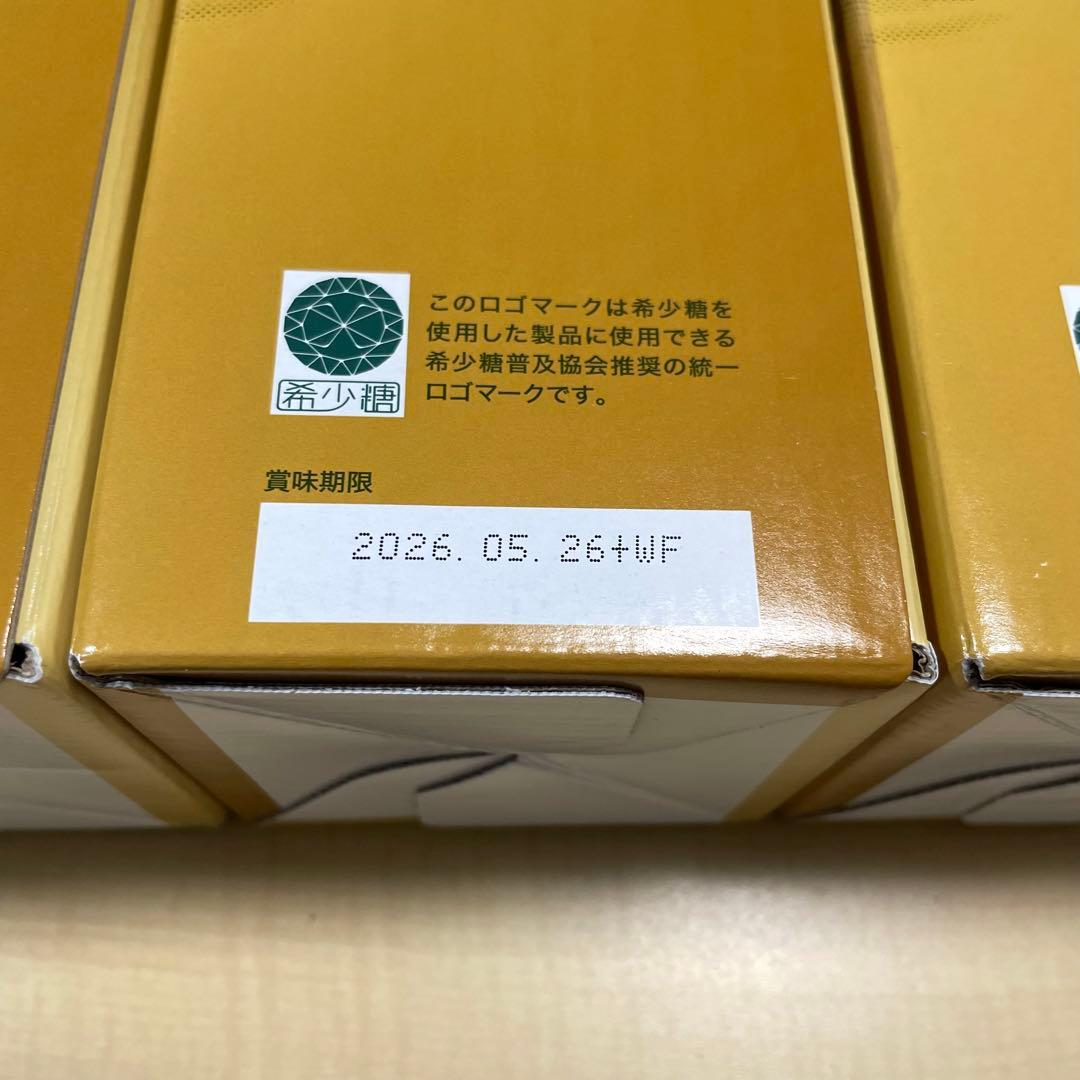 希少糖
このロゴマークは希少糖を
使用した製品に使用できる
希少糖普及協会推奨の統一
ロゴマークです。
賞味期限
2026. 05. 26+WF